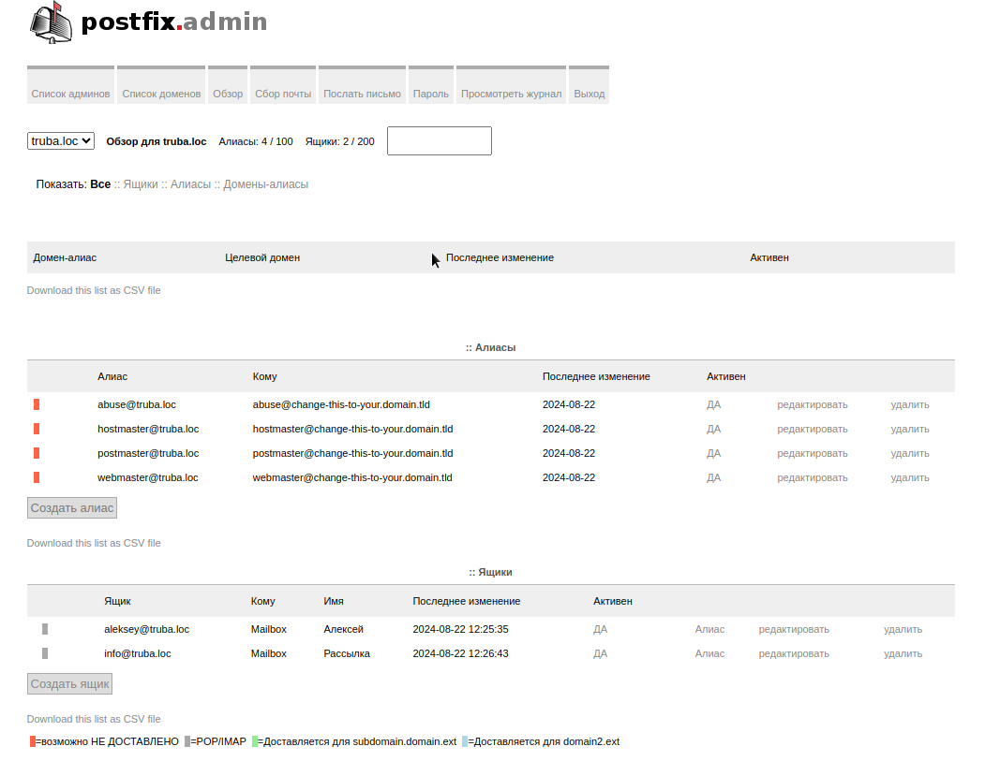 postfix.admin
Список админов Список доменов Обзор Сбор почты Послать письмо Пароль Просмотреть журнал Выход
truba.loc Обзор для truba.loc Алиасы: 4 / 100 Ящики: 2 / 200
Показать: Все :: Ящики :: Алиасы :: Домены-алиасы
Домен-алиас Целевой домен Последнее изменение Активен
Download this list as CSV file
:: Алиасы
Алиас Кому Последнее изменение Активен
abuse@truba.loc abuse@change-this-to-your.domain.tld 2024-08-22 ДА редактировать удалить
hostmaster@truba.loc hostmaster@change-this-to-your.domain.tld 2024-08-22 ДА редактировать удалить
postmaster@truba.loc postmaster@change-this-to-your.domain.tld 2024-08-22 ДА редактировать удалить
webmaster@truba.loc webmaster@change-this-to-your.domain.tld 2024-08-22 ДА редактировать удалить
Создать алиас
Download this list as CSV file
:: Ящики
Ящик Кому Имя Последнее изменение Активен
aleksey@truba.loc Mailbox Алексей 2024-08-22 12:25:35 ДА Алиас редактировать удалить
info@truba.loc Mailbox Рассылка 2024-08-22 12:26:43 ДА Алиас редактировать удалить
Создать ящик
Download this list as CSV file
=возможно НЕ ДОСТАВЛЕНО =POP/IMAP =Доставляется для subdomain.domain.ext =Доставляется для domain2.ext